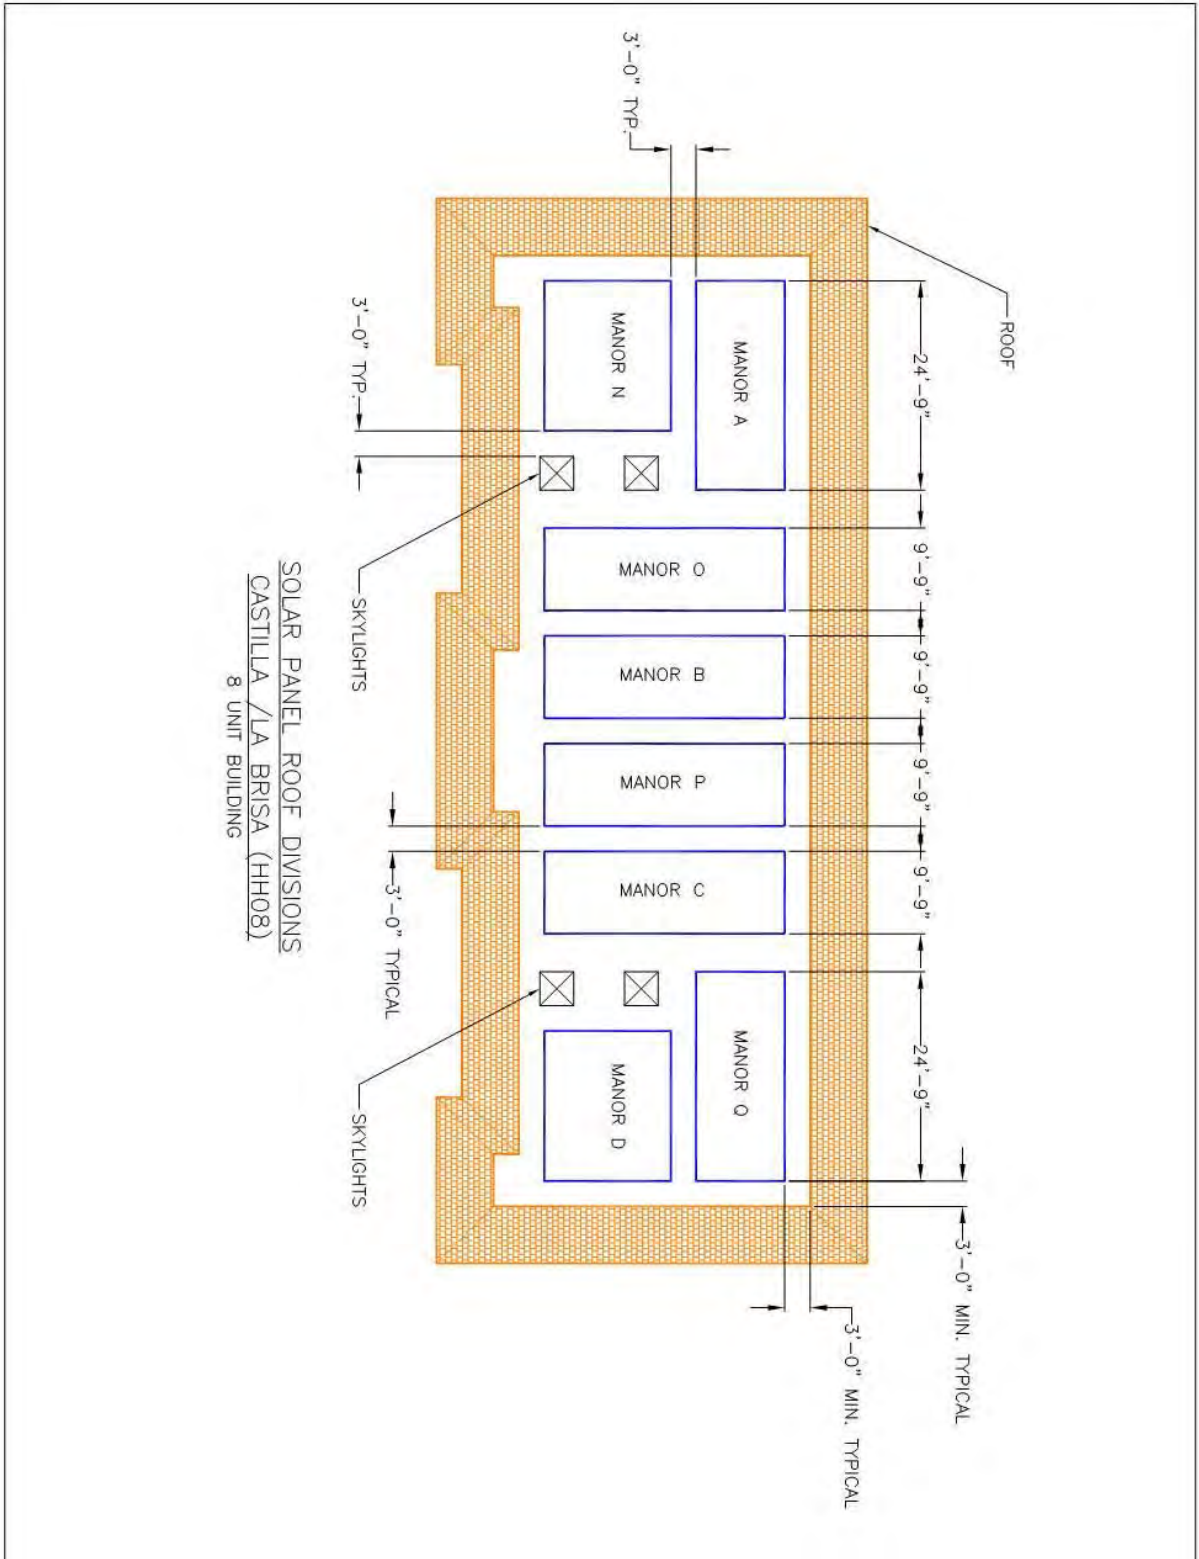 ROOF
24'-9"
9'-9"
9'-9"
9'-9"
9'-9"
24'-9"
3'-0" MIN. TYPICAL
3'-0" MIN. TYPICAL
3'-0" TYP.
MANOR A
MANOR N
MANOR O
MANOR B
MANOR P
MANOR C
MANOR Q
MANOR D
3'-0" TYP.
SKYLIGHTS
3'-0" TYPICAL
SKYLIGHTS
SOLAR PANEL ROOF DIVISIONS
CASTILLA /LA BRISA (HH08)
8 UNIT BUILDING